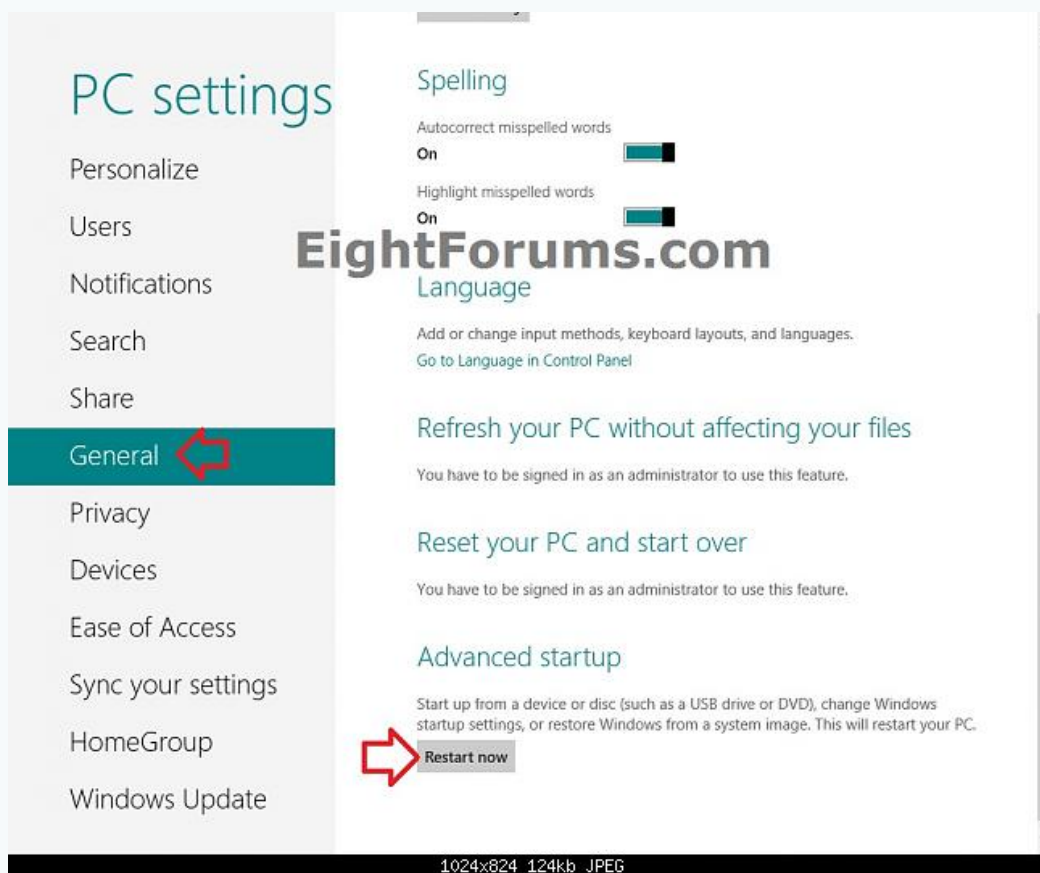 PC settings
Personalize
Users
Notifications
Search
Share
General
Privacy
Devices
Ease of Access
Sync your settings
HomeGroup
Windows Update
Spelling
Autocorrect misspelled words
On
Highlight misspelled words
On
EightForums.com
Language
Add or change input methods, keyboard layouts, and languages.
Go to Language in Control Panel
Refresh your PC without affecting your files
You have to be signed in as an administrator to use this feature.
Reset your PC and start over
You have to be signed in as an administrator to use this feature.
Advanced startup
Start up from a device or disc (such as a USB drive or DVD), change Windows
startup settings, or restore Windows from a system image. This will restart your PC.
Restart now
1024x824 124kb JPEG